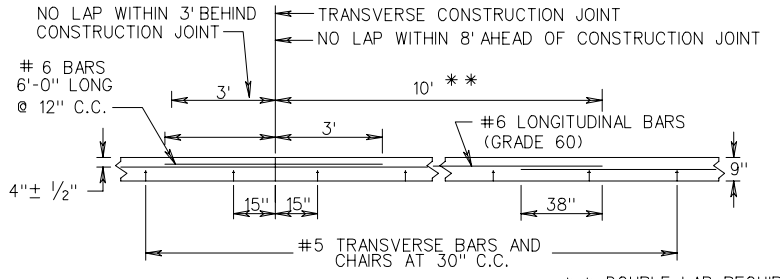 NO LAP WITHIN 3' BEHIND
CONSTRUCTION JOINT
TRANSVERSE CONSTRUCTION JOINT
NO LAP WITHIN 8' AHEAD OF CONSTRUCTION JOINT
# 6 BARS
6'-0" LONG
@ 12" C.C.
3'
10' **
3'
#6 LONGITUDINAL BARS
(GRADE 60)
4"± 1/2"
9"
15" 15"
38"
#5 TRANSVERSE BARS AND
CHAIRS AT 30" C.C.